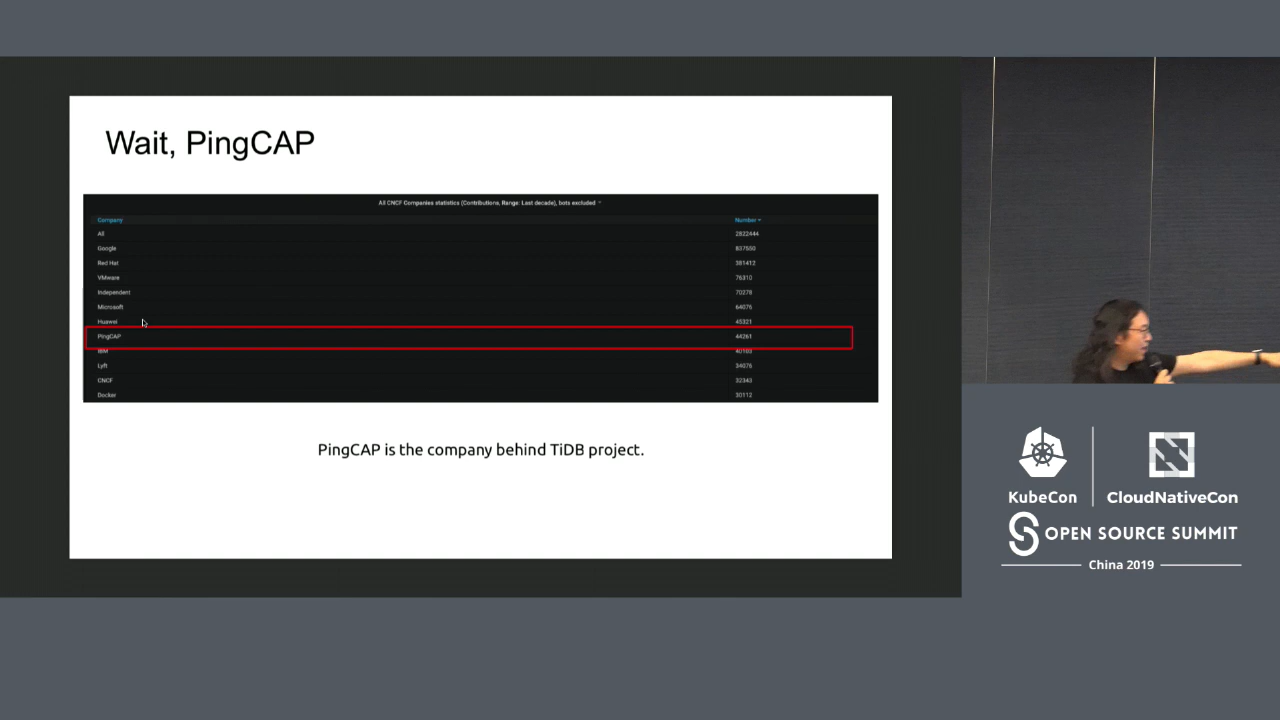 Wait, PingCAP
All CNCF Companies statistics (Contributions, Range: Last decade), bots excluded
Company Number
All 2822444
Google 837550
Red Hat 381412
VMware 76310
Independent 70278
Microsoft 64076
Huawei 45321
PingCAP 44261
IBM 40103
Lyft 34076
CNCF 32343
Docker 30112
PingCAP is the company behind TiDB project.
KubeCon
CloudNativeCon
OPEN SOURCE SUMMIT
China 2019